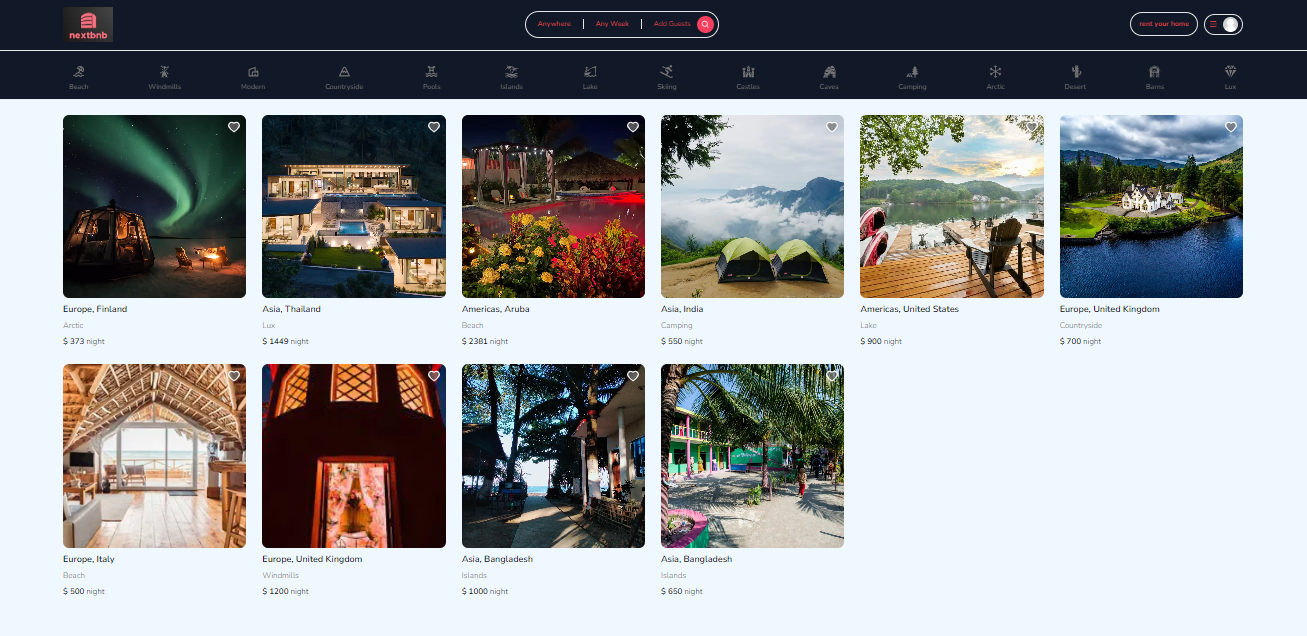 nextbnb
Anywhere
Any Week
Add Guests
rent your home
Beach
Windmills
Modern
Countryside
Pools
Islands
Lake
Skiing
Castles
Caves
Camping
Arctic
Desert
Barns
Lux
Europe, Finland
Arctic
$ 373 night
Asia, Thailand
Lux
$ 1449 night
Americas, Aruba
Beach
$ 2381 night
Asia, India
Camping
$ 550 night
Americas, United States
Lake
$ 900 night
Europe, United Kingdom
Countryside
$ 700 night
Europe, Italy
Beach
$ 500 night
Europe, United Kingdom
Windmills
$ 1200 night
Asia, Bangladesh
Islands
$ 1000 night
Asia, Bangladesh
Islands
$ 650 night